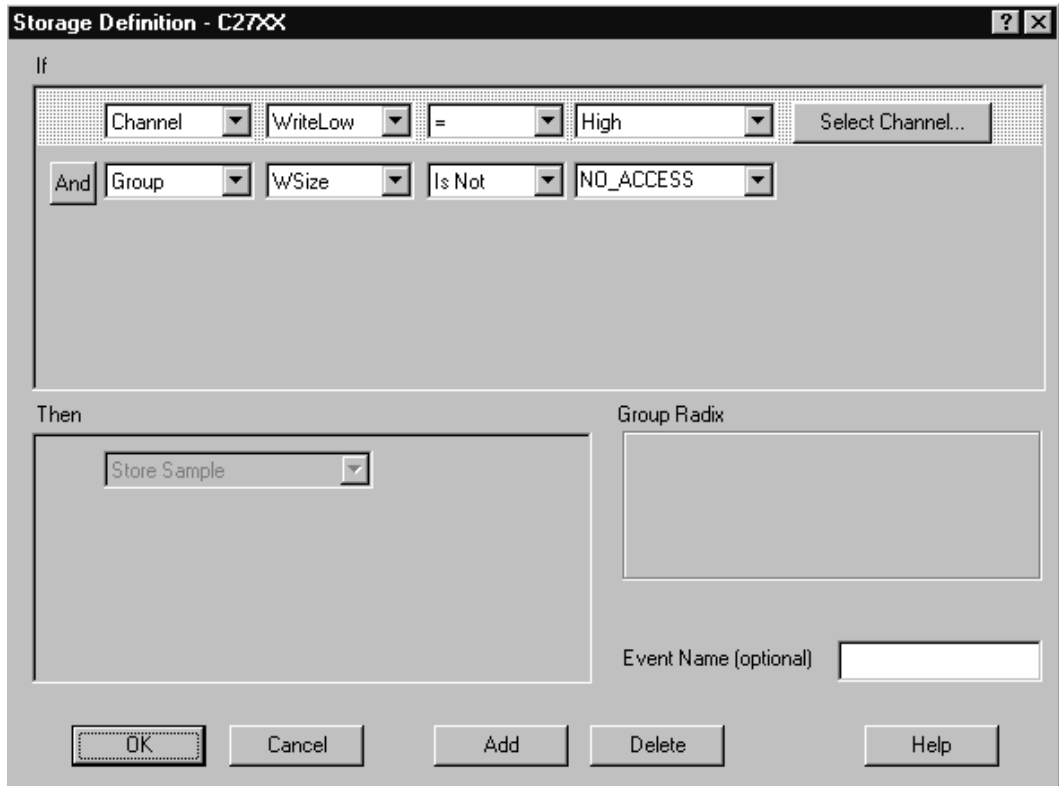 Storage Definition - C27XX
If
Channel WriteLow = High Select Channel...
And Group WSize Is Not NO_ACCESS
Then
Group Radix
Store Sample
Event Name (optional)
OK Cancel Add Delete Help